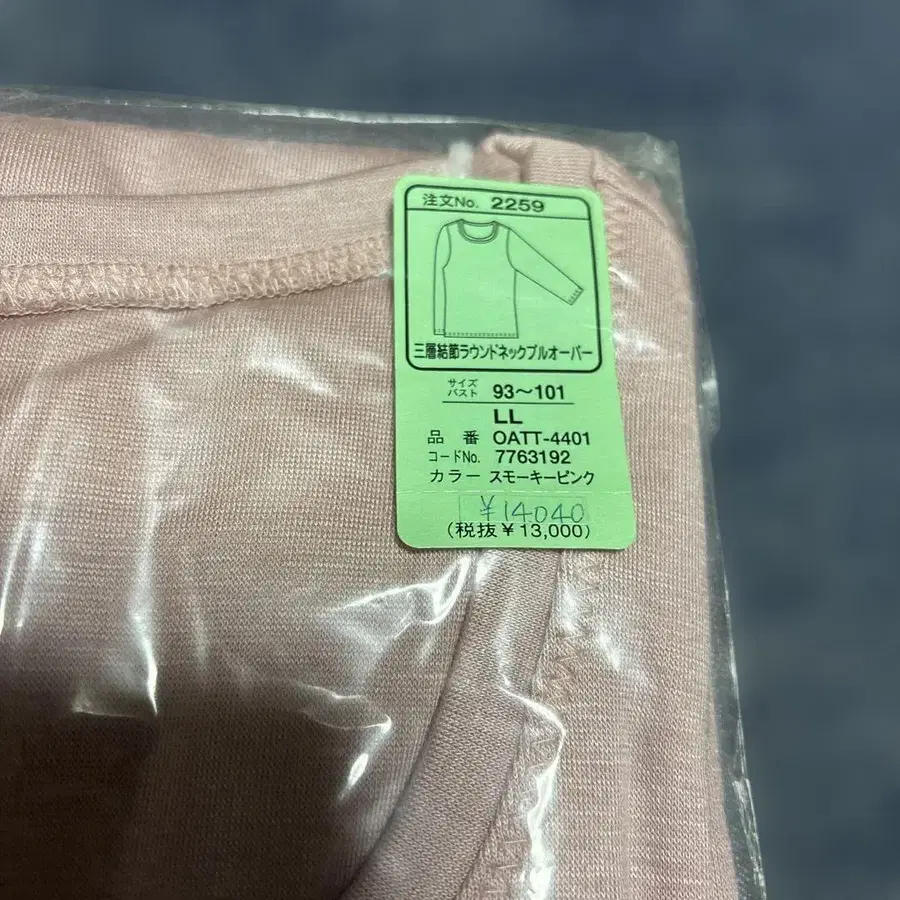 注文No. 2259
三層結節ラウンドネックプルオーバー
サイズ
バスト 93〜101
LL
品 番 OATT-4401
コードNo. 7763192
カラー スモーキーピンク
¥14040
(税抜¥13,000)